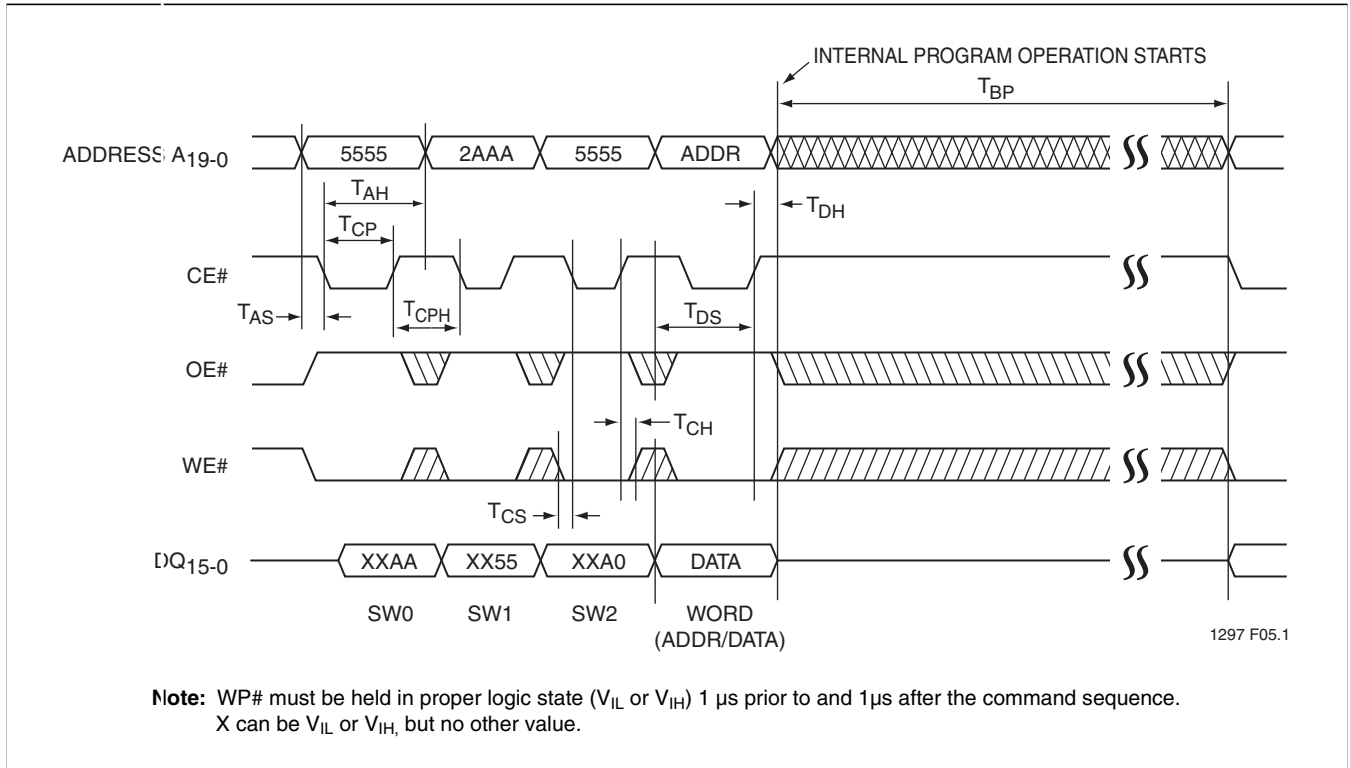 INTERNAL PROGRAM OPERATION STARTS
TBP
ADDRESS A19-0
5555 2AAA 5555 ADDR
TAH
TDH
TCP
CE#
TAS
TCPH
TDS
OE#
TCH
WE#
TCS
DQ15-0
XXAA XX55 XXA0 DATA
SW0 SW1 SW2 WORD
(ADDR/DATA)
1297 F05.1
Note: WP# must be held in proper logic state (VIL or VIH) 1 µs prior to and 1µs after the command sequence.
X can be VIL or VIH, but no other value.